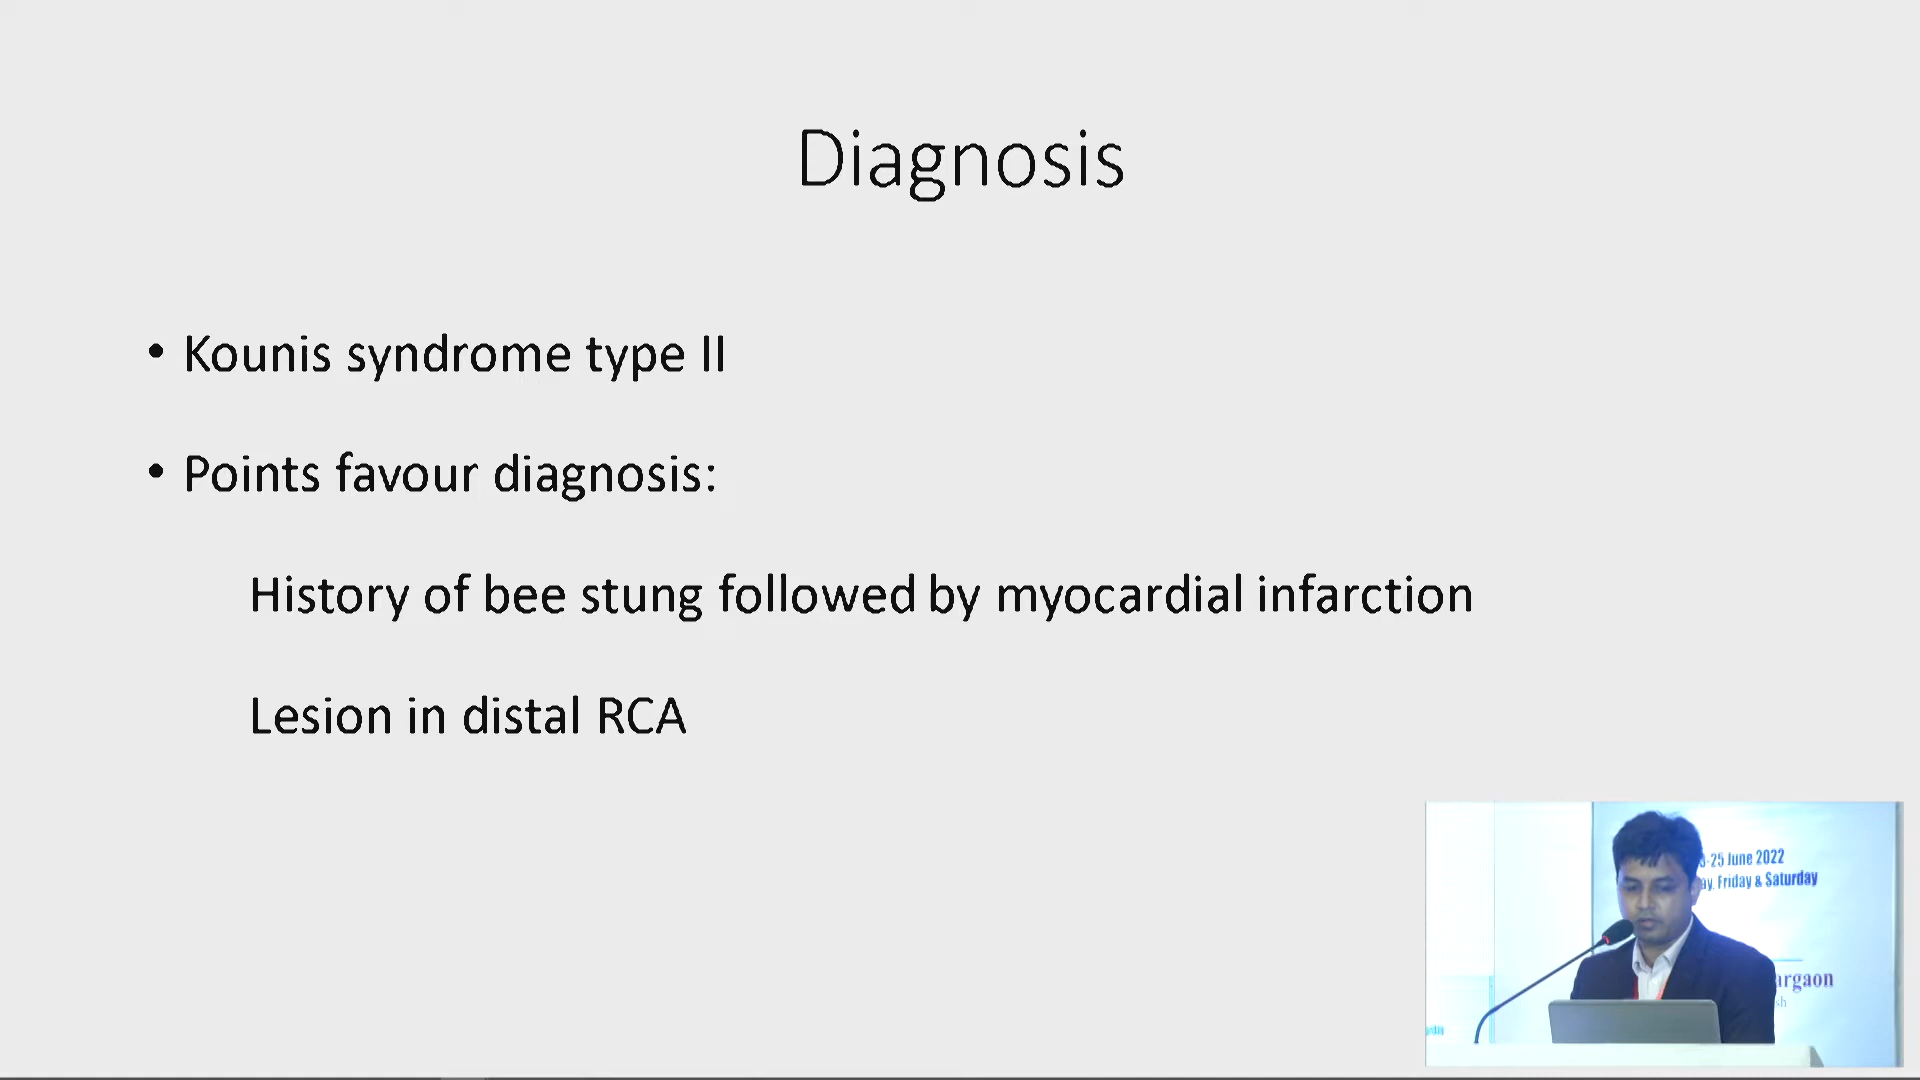 Diagnosis
• Kounis syndrome type II
• Points favour diagnosis:
History of bee stung followed by myocardial infarction
Lesion in distal RCA
-25 June 2022
Friday & Saturday